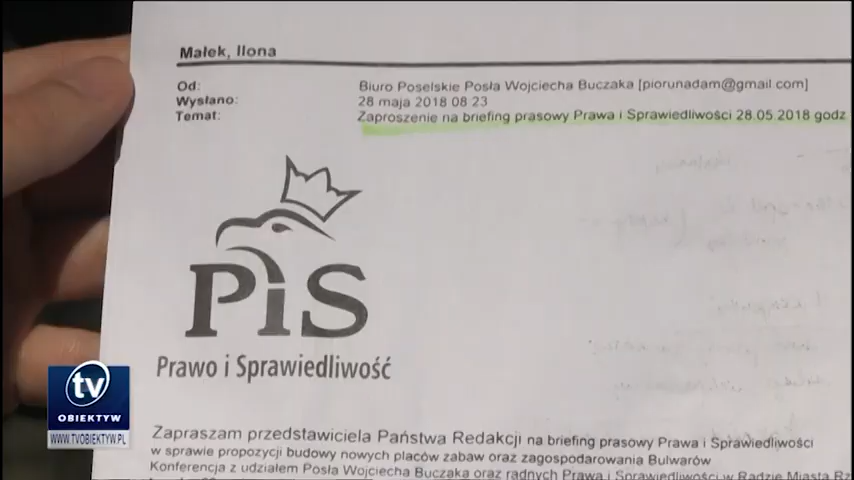 Małek, Ilona
Od: Biuro Poselskie Posła Wojciecha Buczaka [piorunadam@gmail com]
Wysłano: 28 maja 2018 08 23
Temat: Zaproszenie na briefing prasowy Prawa i Sprawiedliwości 28.05 2018 godz
PiS
Prawo i Sprawiedliwość
tv
OBIEKTYW
WWW.TVOBIEKTYW.PL
Zapraszam przedstawiciela Państwa Redakcji na briefing prasowy Prawa i Sprawiedliwości
w sprawie propozycji budowy nowych placów zabaw oraz zagospodarowania Bulwarów
Konferencja z udziałem Posła Wojciecha Buczaka oraz radnych Prawa i Sprawiedliwości w Radzie Miasta Rz